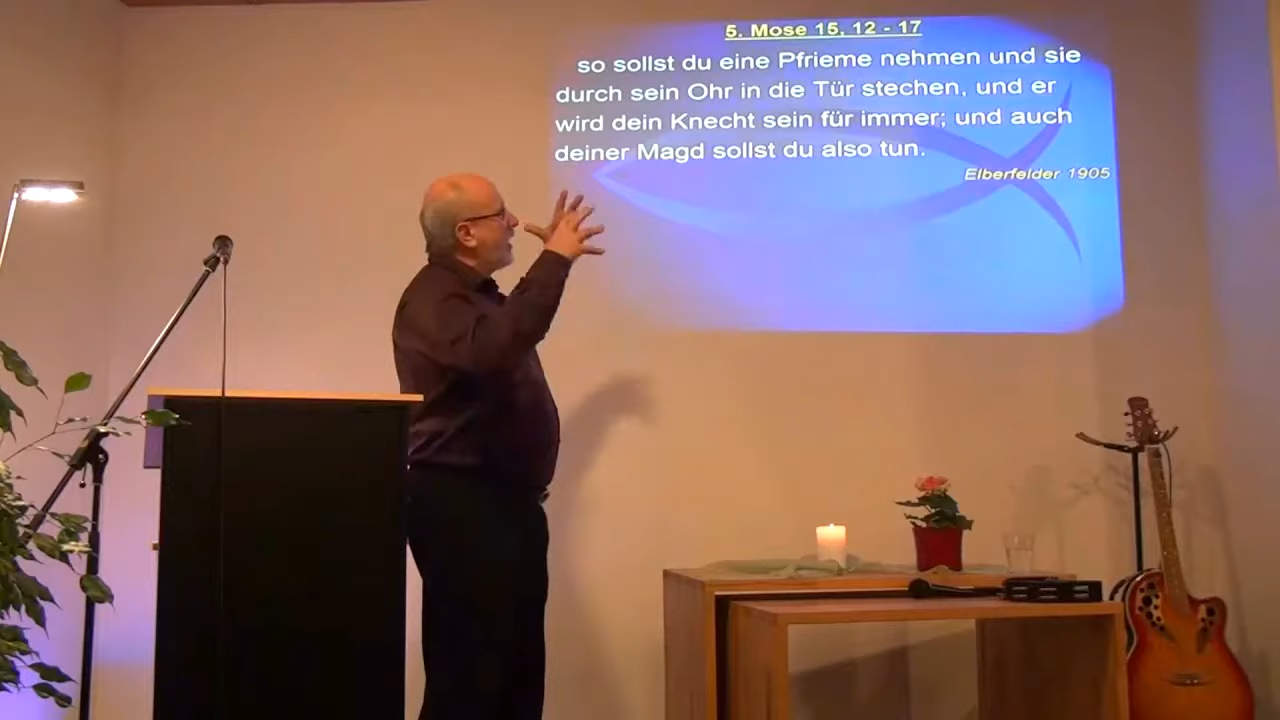 5. Mose 15, 12 - 17
so sollst du eine Pfrieme nehmen und sie
durch sein Ohr in die Tür stechen, und er
wird dein Knecht sein für immer; und auch
deiner Magd sollst du also tun.
Elberfelder 1905